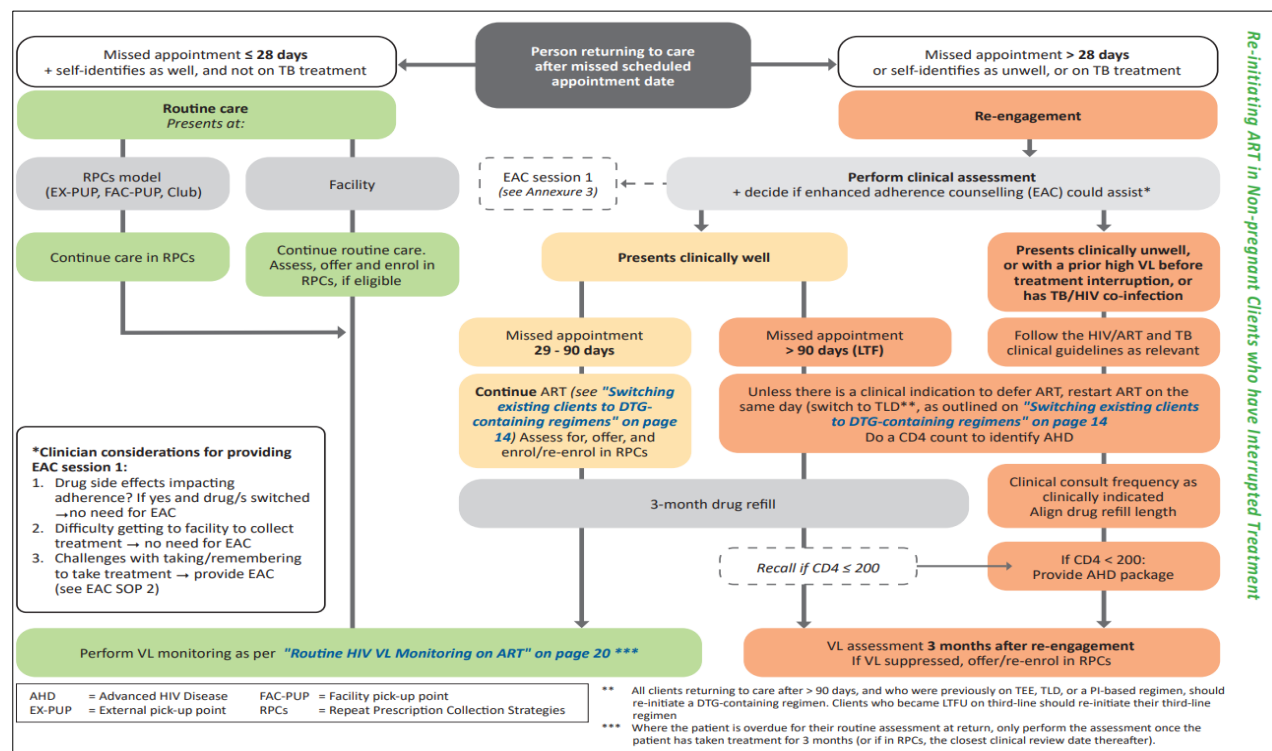 Person returning to care
after missed scheduled
appointment date
Missed appointment ≤ 28 days
+ self-identifies as well, and not on TB treatment
Missed appointment > 28 days
or self-identifies as unwell, or on TB treatment
Routine care
Presents at:
Re-engagement
RPCs model
(EX-PUP, FAC-PUP, Club)
Facility
EAC session 1
(see Annexure 3)
Perform clinical assessment
+ decide if enhanced adherence counselling (EAC) could assist*
Continue care in RPCs
Continue routine care.
Assess, offer and enrol in
RPCs, if eligible
Presents clinically well
Presents clinically unwell,
or with a prior high VL before
treatment interruption, or
has TB/HIV co-infection
Missed appointment
29 - 90 days
Missed appointment
> 90 days (LTF)
Follow the HIV/ART and TB
clinical guidelines as relevant
Continue ART (see "Switching
existing clients to DTG-
containing regimens" on page
14) Assess for, offer, and
enrol/re-enrol in RPCs
Unless there is a clinical indication to defer ART, restart ART on the
same day (switch to TLD**, as outlined on "Switching existing clients
to DTG-containing regimens" on page 14
Do a CD4 count to identify AHD
*Clinician considerations for providing
EAC session 1:
1. Drug side effects impacting
adherence? If yes and drug/s switched
→no need for EAC
2. Difficulty getting to facility to collect
treatment → no need for EAC
3. Challenges with taking/remembering
to take treatment → provide EAC
(see EAC SOP 2)
3-month drug refill
Clinical consult frequency as
clinically indicated
Align drug refill length
Recall if CD4 ≤ 200
If CD4 < 200:
Provide AHD package
Perform VL monitoring as per "Routine HIV VL Monitoring on ART" on page 20 ***
VL assessment 3 months after re-engagement
If VL suppressed, offer/re-enrol in RPCs
AHD = Advanced HIV Disease FAC-PUP = Facility pick-up point
EX-PUP = External pick-up point RPCs = Repeat Prescription Collection Strategies
** All clients returning to care after > 90 days, and who were previously on TEE, TLD, or a PI-based regimen, should
re-initiate a DTG-containing regimen. Clients who became LTFU on third-line should re-initiate their third-line
regimen
*** Where the patient is overdue for their routine assessment at return, only perform the assessment once the
patient has taken treatment for 3 months (or if in RPCs, the closest clinical review date thereafter).
Re-initiating ART in Non-pregnant Clients who have Interrupted Treatment